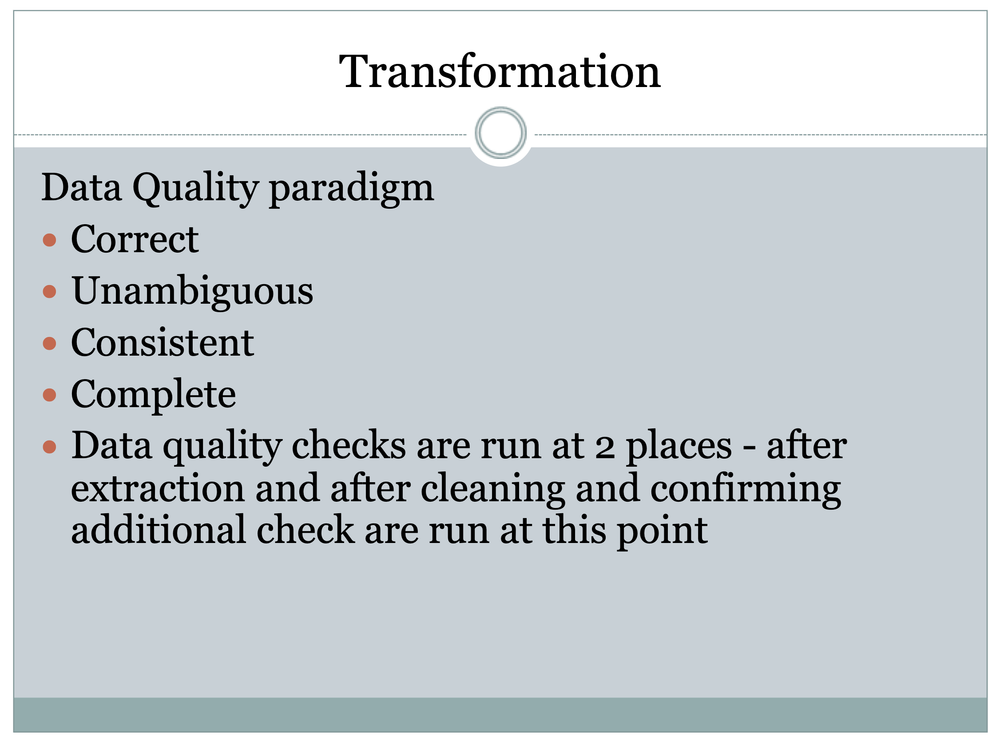 Transformation
Data Quality paradigm
Correct
Unambiguous
Consistent
Complete
Data quality checks are run at 2 places - after
extraction and after cleaning and confirming
additional check are run at this point